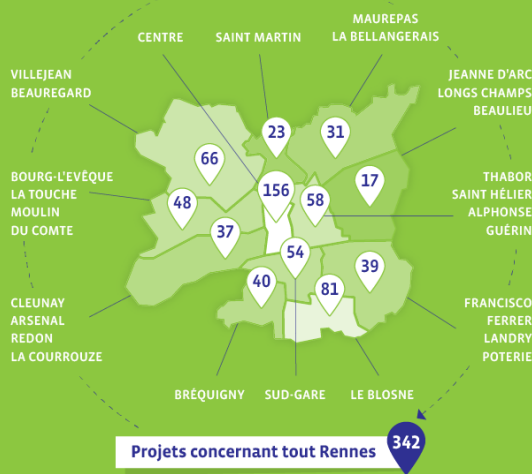 MAUREPAS
LA BELLANGERAIS
CENTRE
SAINT MARTIN
VILLEJEAN
BEAUREGARD
JEANNE D'ARC
LONGS CHAMPS
BEAULIEU
23
31
66
17
BOURG-L'EVÊQUE
LA TOUCHE
MOULIN
DU COMTE
156
58
48
THABOR
SAINT HÉLIER
ALPHONSE
GUÉRIN
37
54
39
40
81
CLEUNAY
ARSENAL
REDON
LA COURROUZE
FRANCISCO
FERRER
LANDRY
POTERIE
BRÉQUIGNY
SUD-GARE
LE BLOSNE
Projets concernant tout Rennes
342